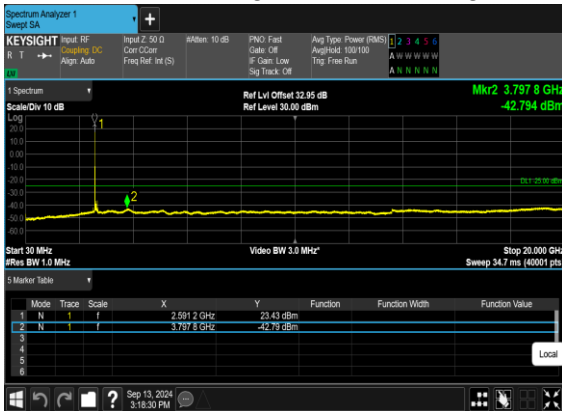 Spectrum Analyzer 1
Swept SA
KEYSIGHT Input: RF Input Z: 50 Ω #Atten: 10 dB PNO: Fast Avg Type: Power (RMS) 1 2 3 4 5 6
R T Coupling: DC Corr CCorr Gate: Off Avg|Hold: 100/100 A W W W W W
Align: Auto Freq Ref: Int (S) IF Gain: Low Trig: Free Run
LXI Sig Track: Off A N N N N N
1 Spectrum
Ref Lvl Offset 32.95 dB Mkr2 3.797 8 GHz
Scale/Div 10 dB Ref Level 30.00 dBm -42.794 dBm
Log
1
20.0
10.0
0.00
-10.0
-20.0
DL1 -25.00 dBm
-30.0
-40.0
2
-50.0
-60.0
Start 30 MHz Video BW 3.0 MHz* Stop 20.000 GHz
#Res BW 1.0 MHz Sweep 34.7 ms (40001 pts)
5 Marker Table
Mode Trace Scale X Y Function Function Width Function Value
1 N 1 f 2.591 2 GHz 23.43 dBm
2 N 1 f 3.797 8 GHz -42.79 dBm
3
4
5
6
Local
? Sep 13, 2024
3:18:30 PM